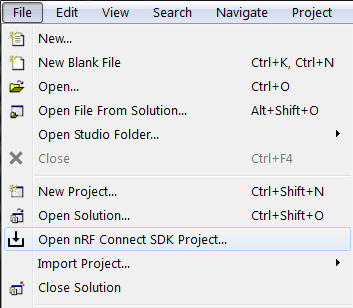 File Edit View Search Navigate Project
New...
New Blank File Ctrl+K, Ctrl+N
Open... Ctrl+O
Open File From Solution... Alt+Shift+O
Open Studio Folder...
Close Ctrl+F4
New Project... Ctrl+Shift+N
Open Solution... Ctrl+Shift+O
Open nRF Connect SDK Project...
Import Project...
Close Solution